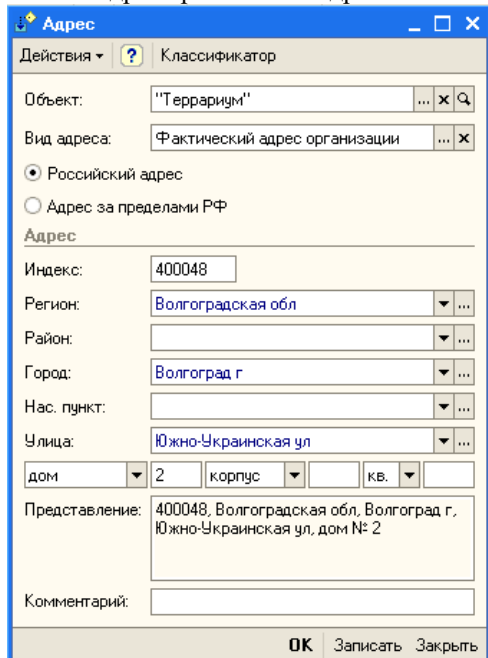 Адрес
Действия ? Классификатор
Объект: "Террариум"
Вид адреса: Фактический адрес организации
Российский адрес
Адрес за пределами РФ
Адрес
Индекс: 400048
Регион: Волгоградская обл
Район:
Город: Волгоград г
Нас. пункт:
Улица: Южно-Украинская ул
дом 2 корпус кв.
Представление: 400048, Волгоградская обл, Волгоград г,
Южно-Украинская ул, дом № 2
Комментарий:
OK Записать Закрыть